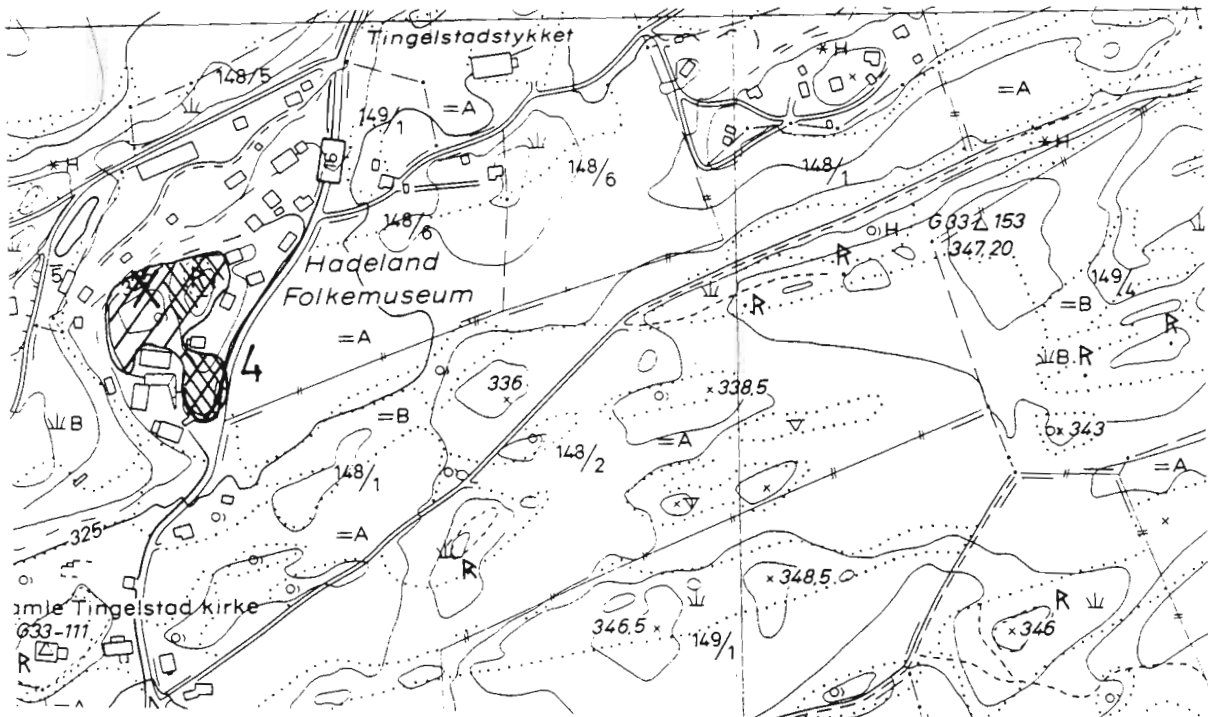 Tingelstadstykket
H
148/5
=A
=A
149/1
H
H
16
148/6
148/1
148/6
G33-△ 153
347,20
H
R
Hadeland
Folkemuseum
5
149/4
=B
R
R
=A
B.R
4
336
338,5
B
=B
=A
343
148/2
=A
148/1
=A
325
R
348,5
R
amle Tingelstad kirke
G33-111
346,5
346
149/1
R
=A